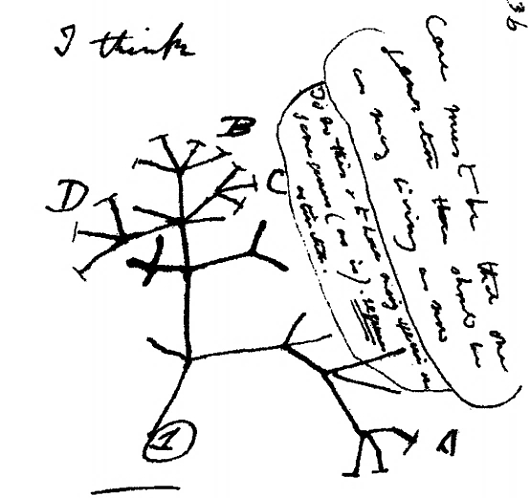 I think
B
C
D
A
1
36
Case must be that one
generation then should be
as many living as now
To do this & to have many species in
same genus (as is). requires
extinction.